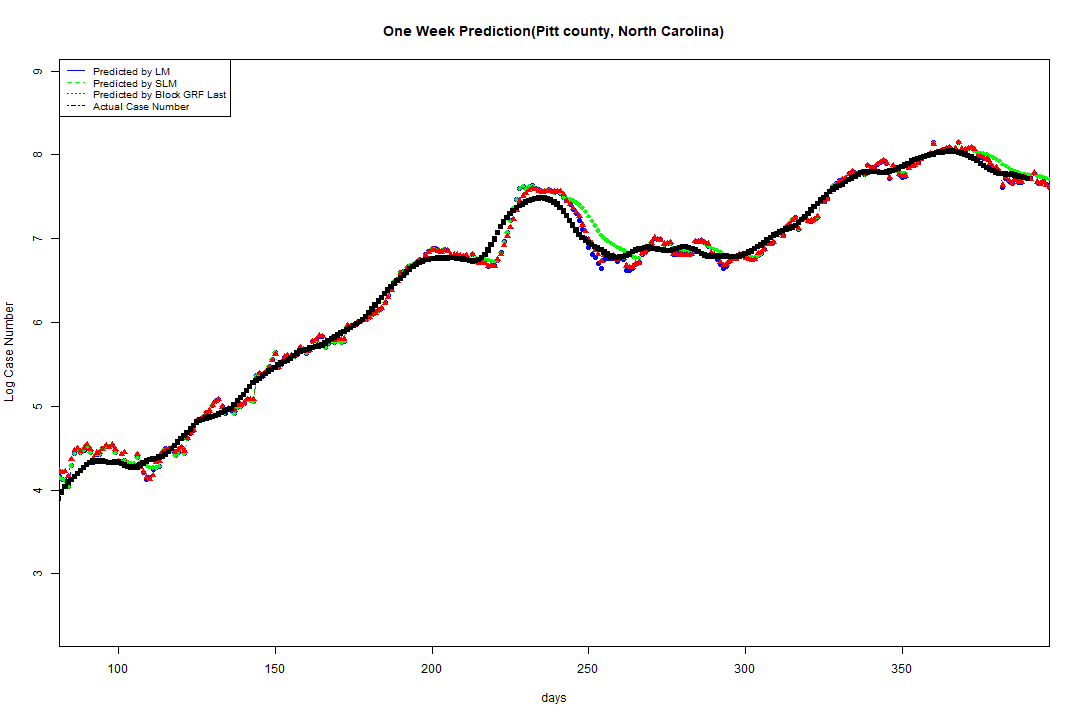 One Week Prediction(Pitt county, North Carolina)
Predicted by LM
Predicted by SLM
Predicted by Block GRF Last
Actual Case Number
9
8
7
6
5
4
3
Log Case Number
100 150 200 250 300 350
days